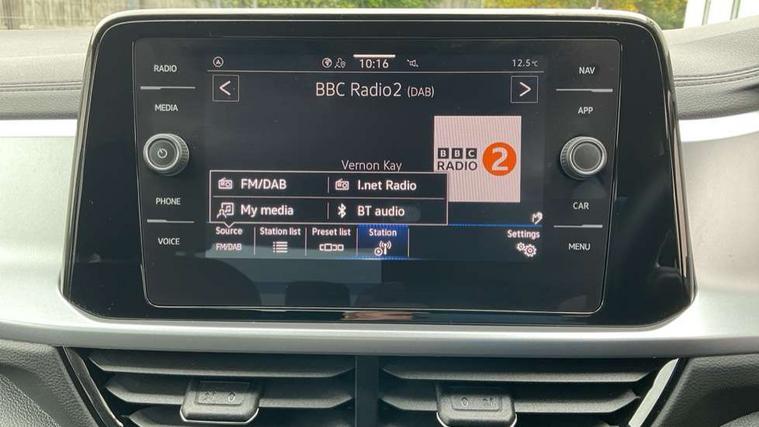 RADIO
10:16
12.5°C
NAV
BBC Radio2 (DAB)
MEDIA
APP
BBC
RADIO 2
Vernon Kay
FM/DAB
I.net Radio
My media
BT audio
PHONE
CAR
Source
Station list
Preset list
Station
Settings
FM/DAB
VOICE
MENU